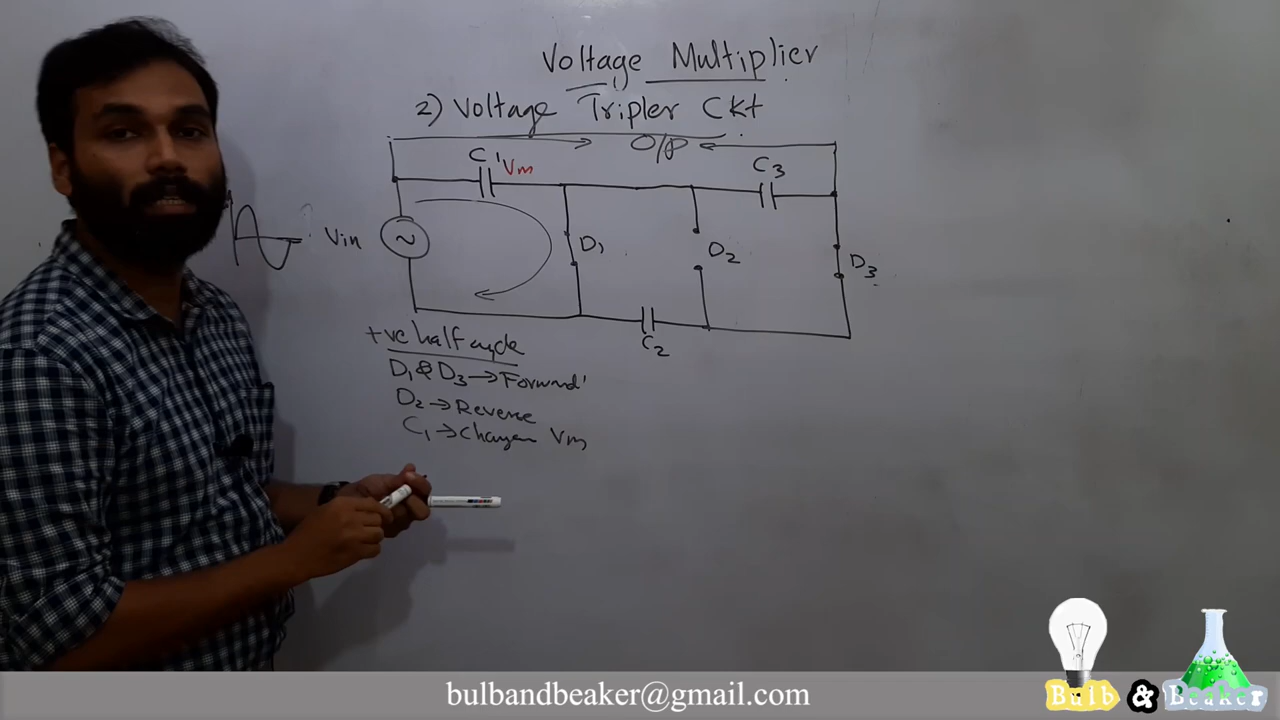 Voltage Multiplier
2) Voltage Tripler Ckt
O/P
C1 Vm
C3
Vin
~
D1
D2
D3
C2
+ve half cycle
D1 & D3 → Forward
D2 → Reverse
C1 → Charges Vm
bulbandbeaker@gmail.com
Bulb & Beaker